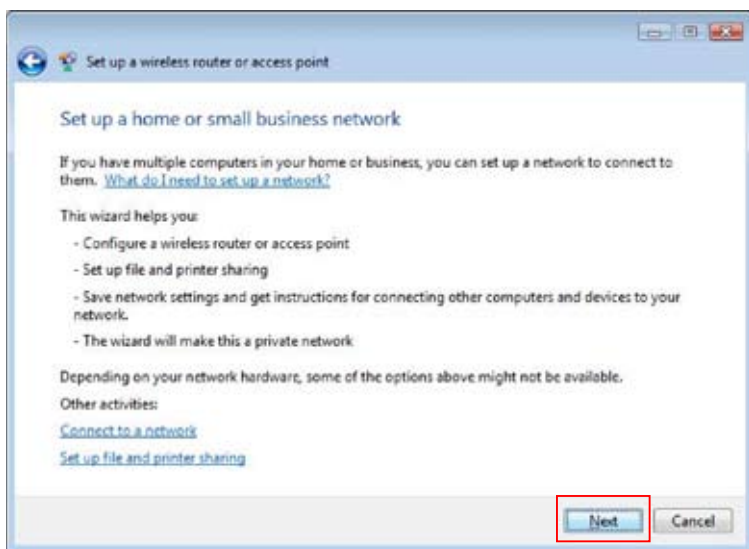 Set up a wireless router or access point
Set up a home or small business network
If you have multiple computers in your home or business, you can set up a network to connect to
them. What do I need to set up a network?
This wizard helps you:
- Configure a wireless router or access point
- Set up file and printer sharing
- Save network settings and get instructions for connecting other computers and devices to your
network.
- The wizard will make this a private network
Depending on your network hardware, some of the options above might not be available.
Other activities:
Connect to a network
Set up file and printer sharing
Next Cancel